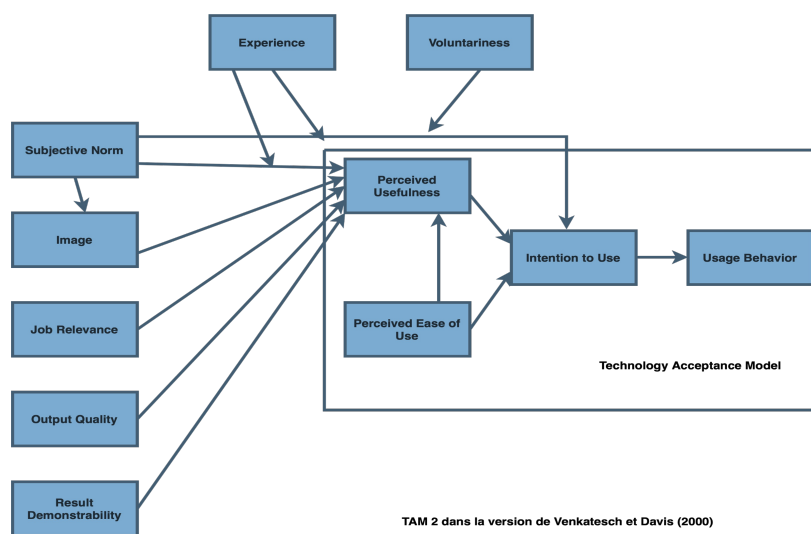 Experience
Voluntariness
Subjective Norm
Perceived
Usefulness
Image
Intention to Use
Usage Behavior
Job Relevance
Perceived Ease of
Use
Technology Acceptance Model
Output Quality
Result
Demonstrability
TAM 2 dans la version de Venkatesch et Davis (2000)